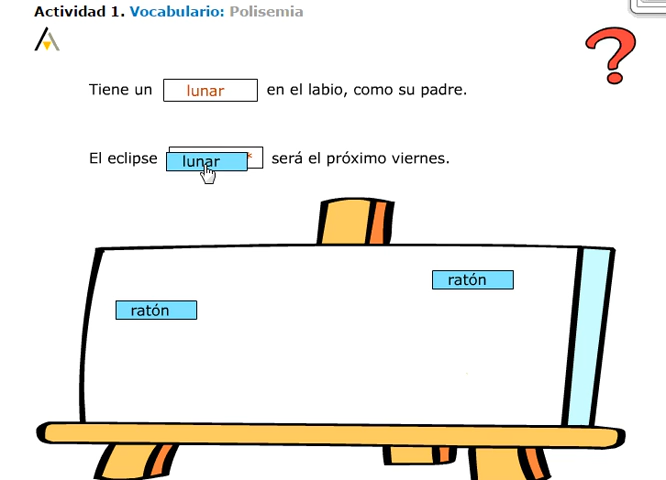 Actividad 1. Vocabulario: Polisemia
Tiene un lunar en el labio, como su padre.
El eclipse lunar será el próximo viernes.
ratón
ratón